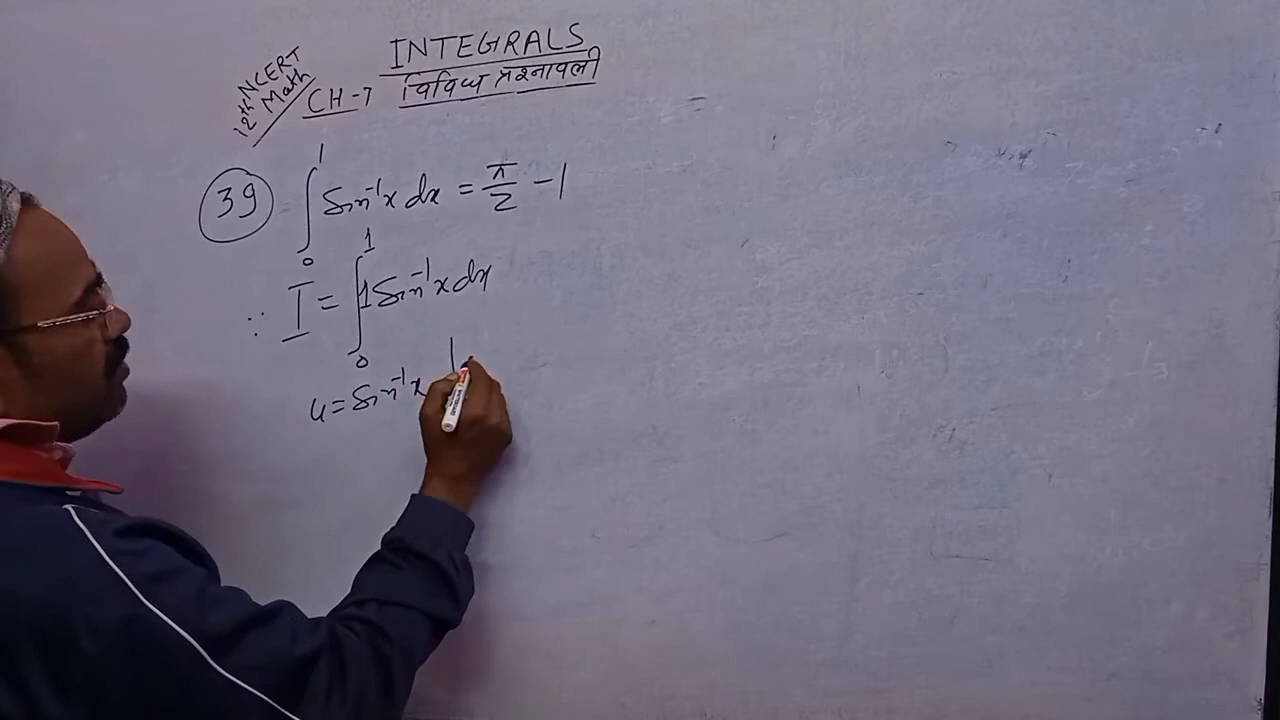 INTEGRALS
12th NCERT Math
CH-7 विविध प्रश्नावली
39 ∫₀¹ Sin⁻¹x dx = π/2 - 1
∵ I = ∫₀¹ 1 Sin⁻¹x dx
u = Sin⁻¹x